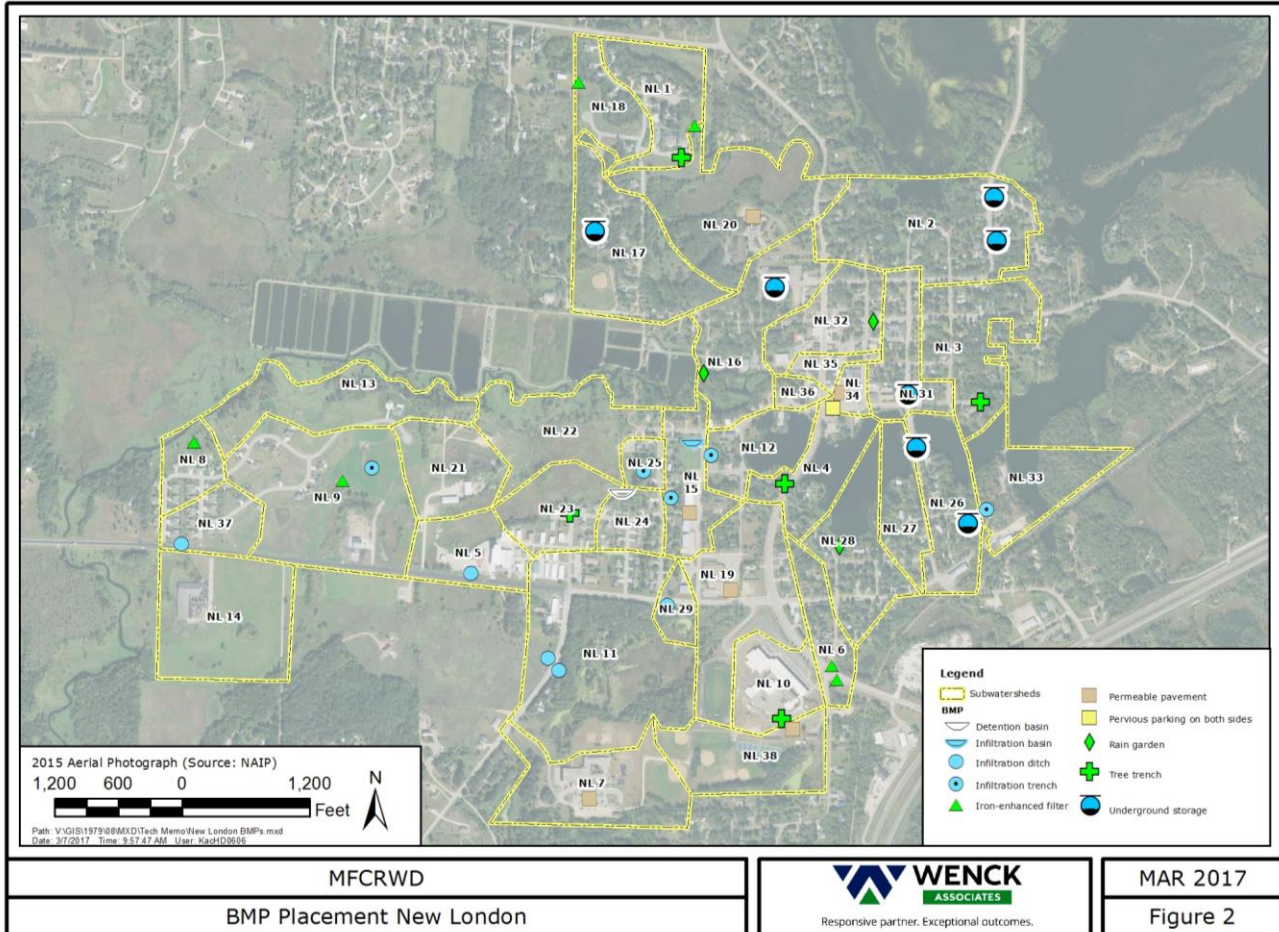 NL 1
NL 18
NL 20
NL 2
NL 17
NL 32
NL 3
NL 16
NL 35
NL 36
NL 34
NL 31
NL 13
NL 22
NL 12
NL 8
NL 21
NL 25
NL 15
NL 4
NL 33
NL 9
NL 26
NL 37
NL 23
NL 24
NL 27
NL 28
NL 5
NL 19
NL 29
NL 14
NL 11
NL 6
NL 10
NL 38
NL 7
Legend
Subwatersheds
BMP
Detention basin
Infiltration basin
Infiltration ditch
Infiltration trench
Iron-enhanced filter
Permeable pavement
Pervious parking on both sides
Rain garden
Tree trench
Underground storage
2015 Aerial Photograph (Source: NAIP)
1,200 600 0 1,200
Feet
N
Path: V:\GIS\1979\08\MXD\Tech Memo\New London BMPs.mxd
Date: 3/7/2017 Time: 9:57:47 AM User: KacHD0606
MFCRWD
BMP Placement New London
WENCK
ASSOCIATES
Responsive partner. Exceptional outcomes.
MAR 2017
Figure 2